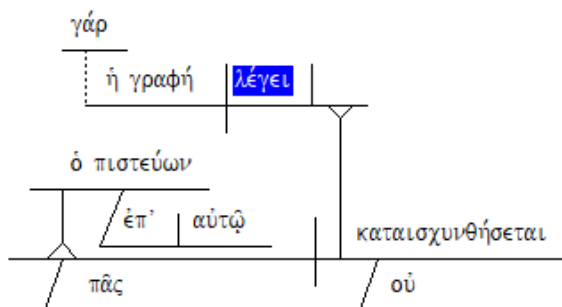 γάρ
ἡ γραφή λέγει
ὁ πιστεύων
ἐπ’ αὐτῷ καταισχυνθήσεται
πᾶς οὐ